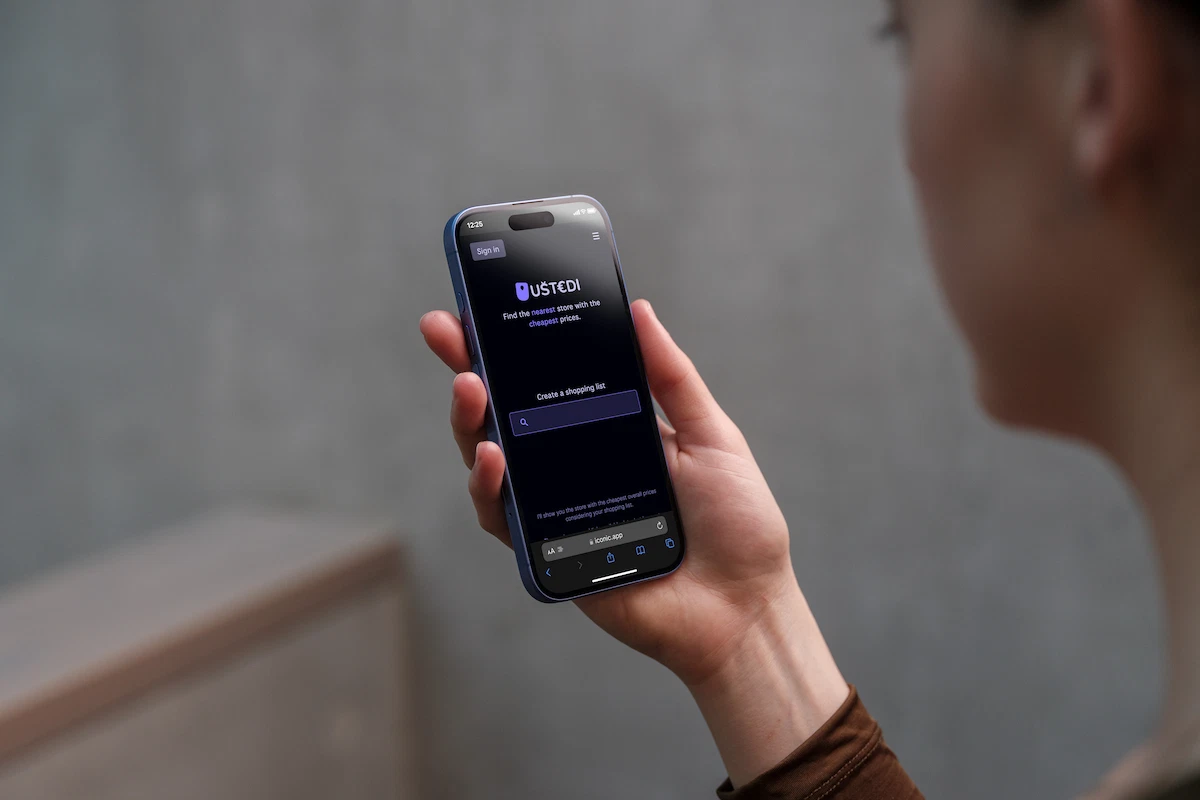 12:25
Sign in
UŠT€DI
Find the nearest store with the
cheapest prices.
Create a shopping list
I'll show you the store with the cheapest overall prices
considering your shopping list.
AA
iconic.app